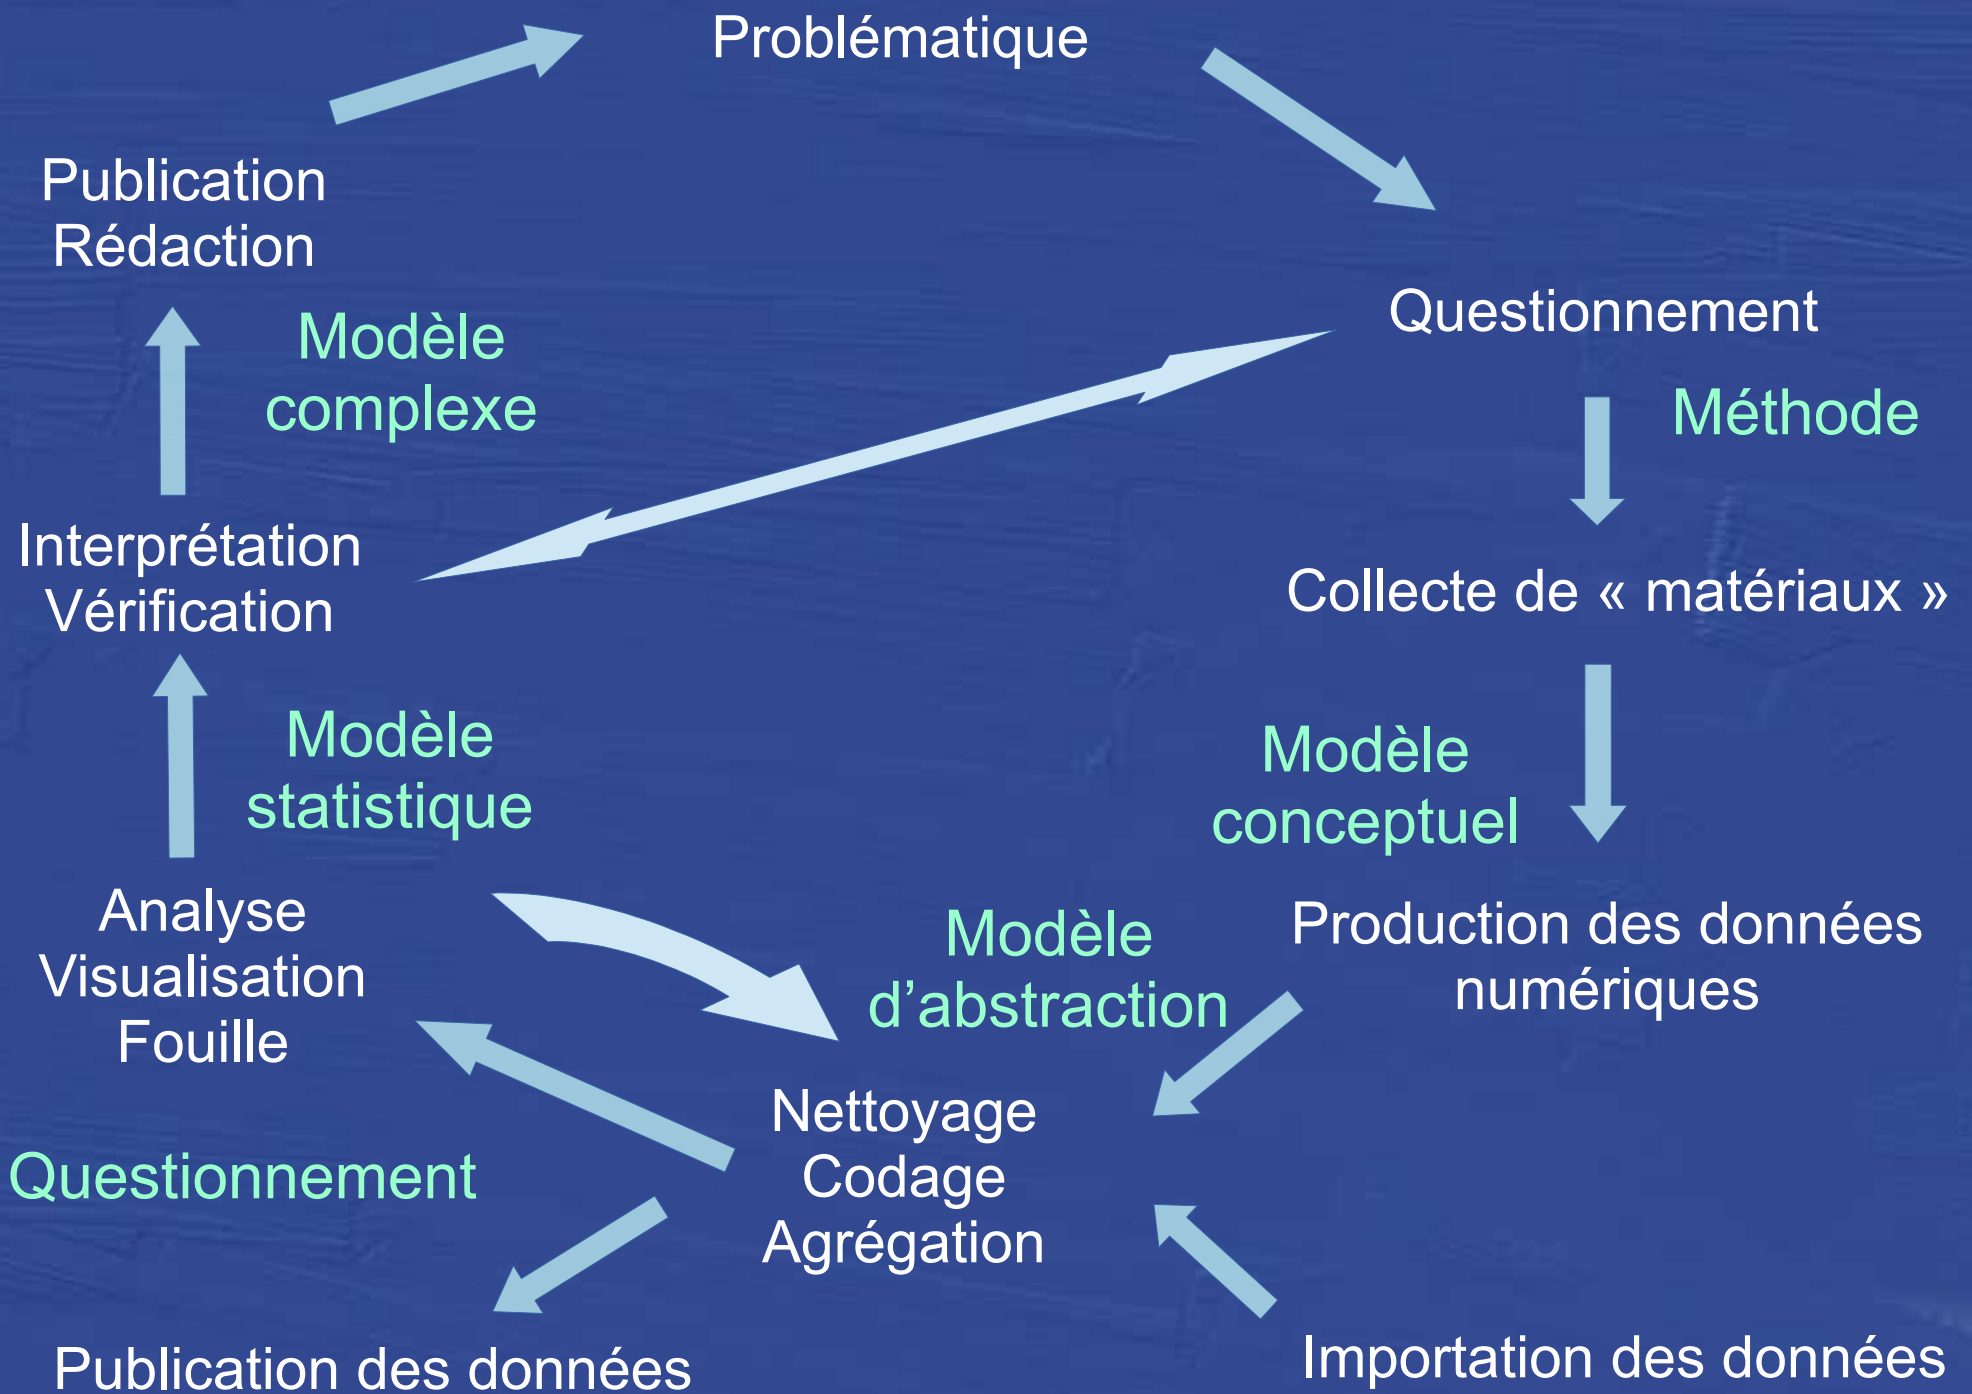 Problématique
Publication
Rédaction
Questionnement
Modèle
complexe
Méthode
Interprétation
Vérification
Collecte de « matériaux »
Modèle
statistique
Modèle
conceptuel
Analyse
Visualisation
Fouille
Modèle
d’abstraction
Production des données
numériques
Nettoyage
Codage
Agrégation
Questionnement
Publication des données
Importation des données